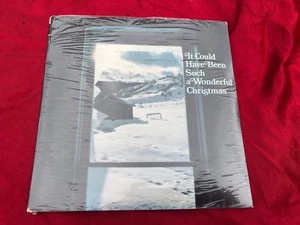 It Could
Have Been
Such
a Wonderful
Christmas